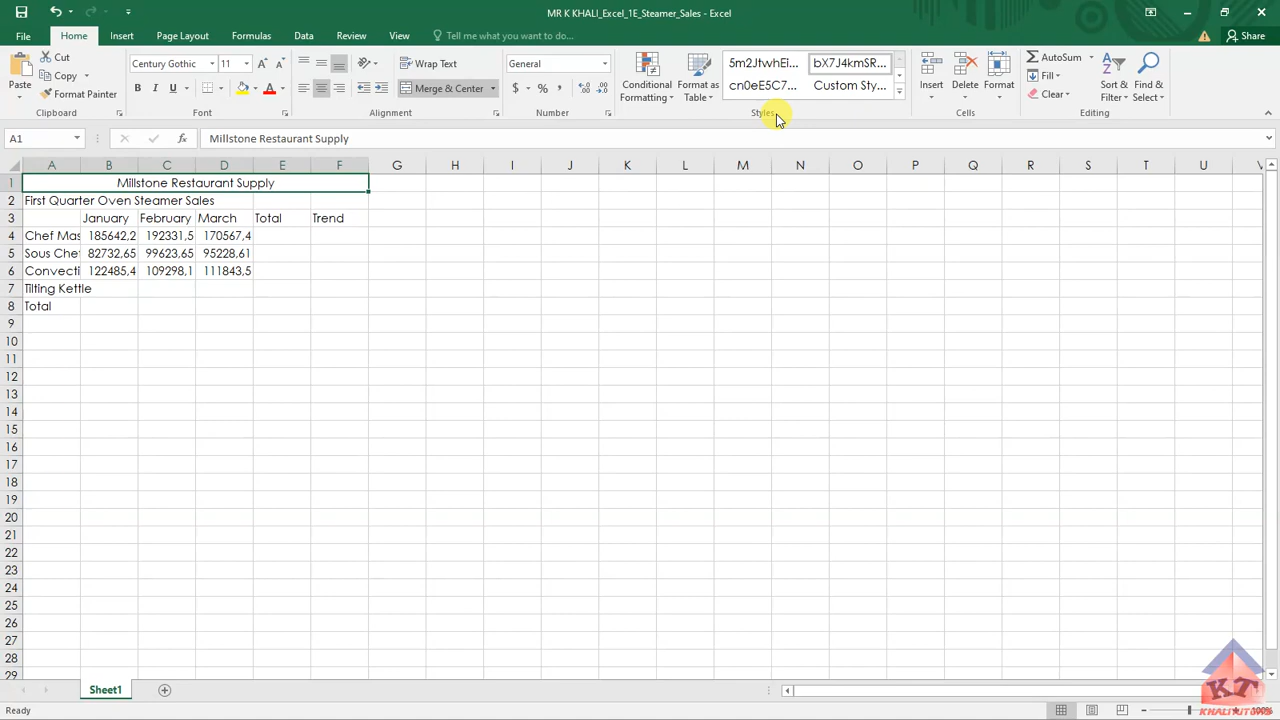 MR K KHALI_Excel_1E_Steamer_Sales - Excel
File Home Insert Page Layout Formulas Data Review View Tell me what you want to do... Share
Paste Cut Copy Format Painter Clipboard
Century Gothic 11 A A B I U A Font
Wrap Text Merge & Center Alignment
General $ % , Number
Conditional Formatting Format as Table
5m2JtwhEi... bX7J4kmSR...
cn0eE5C7... Custom Sty...
Styles
Insert Delete Format Cells
AutoSum Fill Clear Sort & Filter Find & Select Editing
A1 fx Millstone Restaurant Supply
A B C D E F G H I J K L M N O P Q R S T U V
1 Millstone Restaurant Supply
2 First Quarter Oven Steamer Sales
3 January February March Total Trend
4 Chef Mas 185642,2 192331,5 170567,4
5 Sous Chef 82732,65 99623,65 95228,61
6 Convecti 122485,4 109298,1 111843,5
7 Tilting Kettle
8 Total
9
10
11
12
13
14
15
16
17
18
19
20
21
22
23
24
25
26
27
28
29
Sheet1
Ready
KT